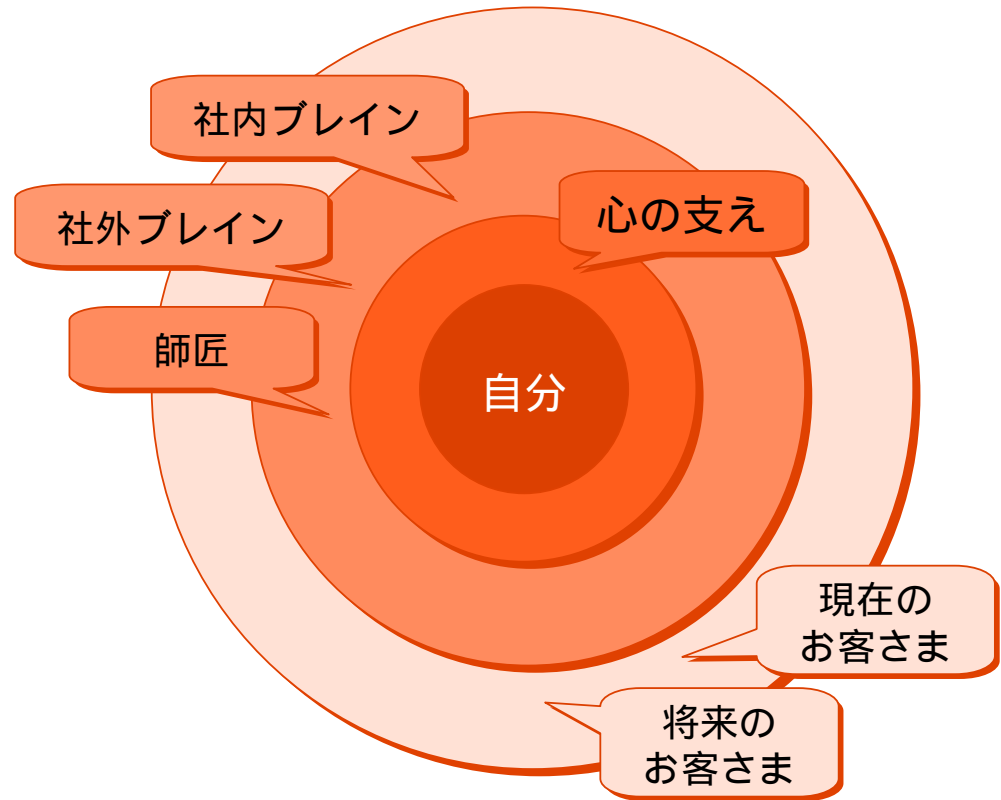 社内ブレイン
心の支え
社外ブレイン
師匠
自分
現在の
お客さま
将来の
お客さま